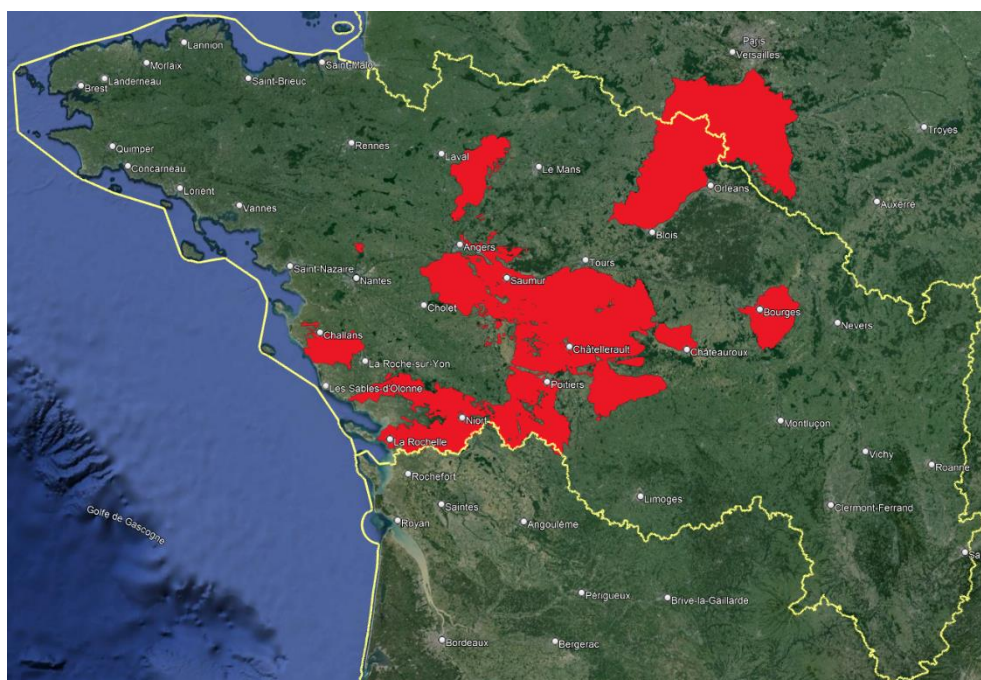 Lannion
Paris
Versailles
Morlaix
Saint-Malo
Landerneau
Saint-Brieuc
Brest
Troyes
Quimper
Rennes
Laval
Le Mans
Concarneau
Lorient
Orléans
Vannes
Auxerre
Blois
Angers
Tours
Saint-Nazaire
Nantes
Saumur
Cholet
Bourges
Nevers
Challans
Châtellerault
Châteauroux
La Roche-sur-Yon
Les Sables-d'Olonne
Poitiers
Niort
Montluçon
La Rochelle
Vichy
Roanne
Rochefort
Limoges
Saintes
Clermont-Ferrand
Golfe de Gascogne
Royan
Angoulême
Sa
Périgueux
Brive-la-Gaillarde
Bordeaux
Bergerac